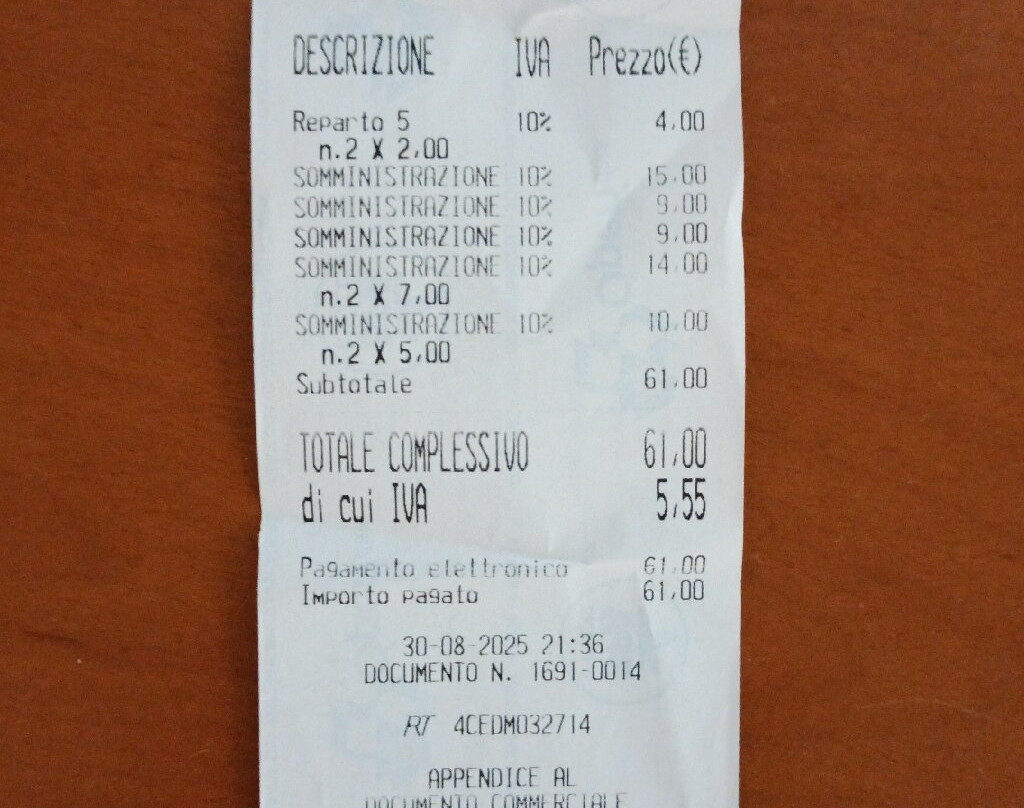 DESCRIZIONE IVA Prezzo(€)
Reparto 5 10% 4,00
n.2 X 2,00
SOMMINISTRAZIONE 10% 15,00
SOMMINISTRAZIONE 10% 9,00
SOMMINISTRAZIONE 10% 9,00
SOMMINISTRAZIONE 10% 14,00
n.2 X 7,00
SOMMINISTRAZIONE 10% 10,00
n.2 X 5,00
Subtotale 61,00
TOTALE COMPLESSIVO 61,00
di cui IVA 5,55
Pagamento elettronico 61,00
Importo pagato 61,00
30-08-2025 21:36
DOCUMENTO N. 1691-0014
RT 4CEDM032714
APPENDICE AL
DOCUMENTO COMMERCIALE